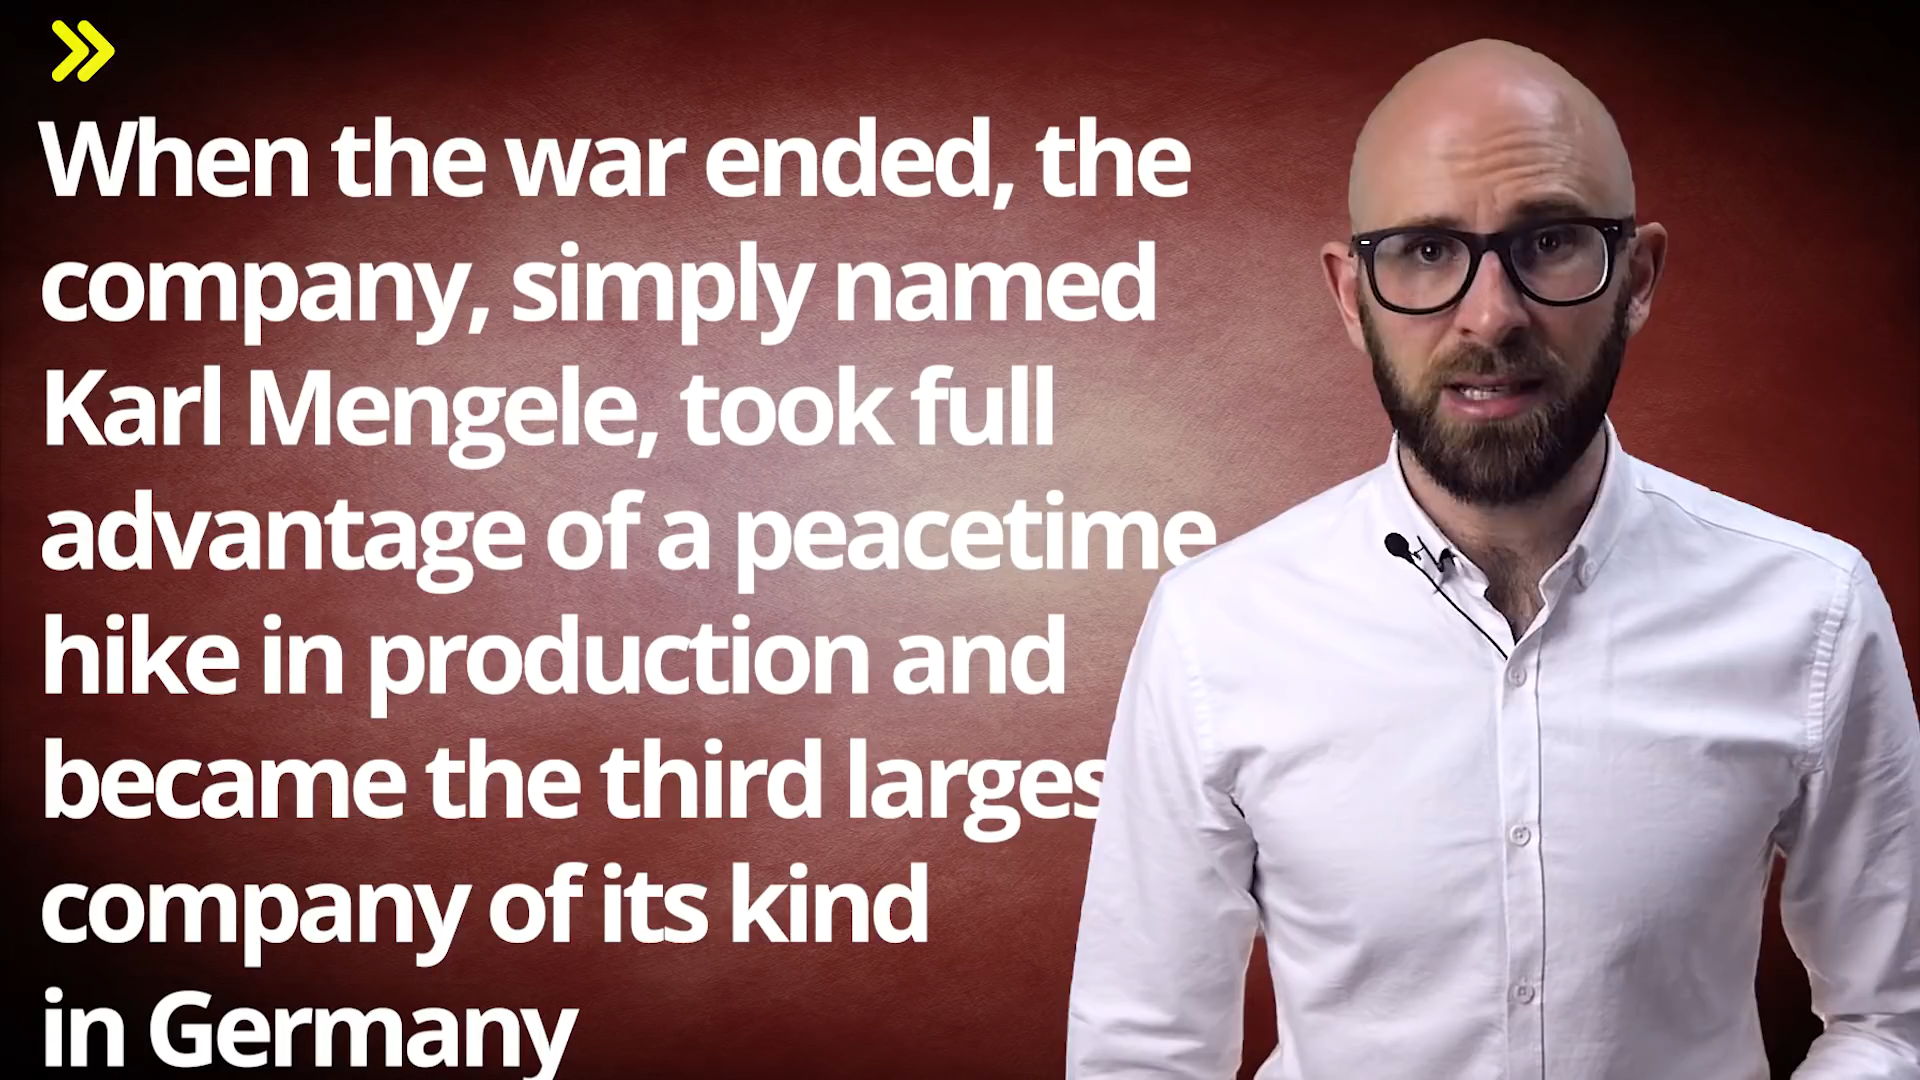 When the war ended, the
company, simply named
Karl Mengele, took full
advantage of a peacetime
hike in production and
became the third larges
company of its kind
in Germany